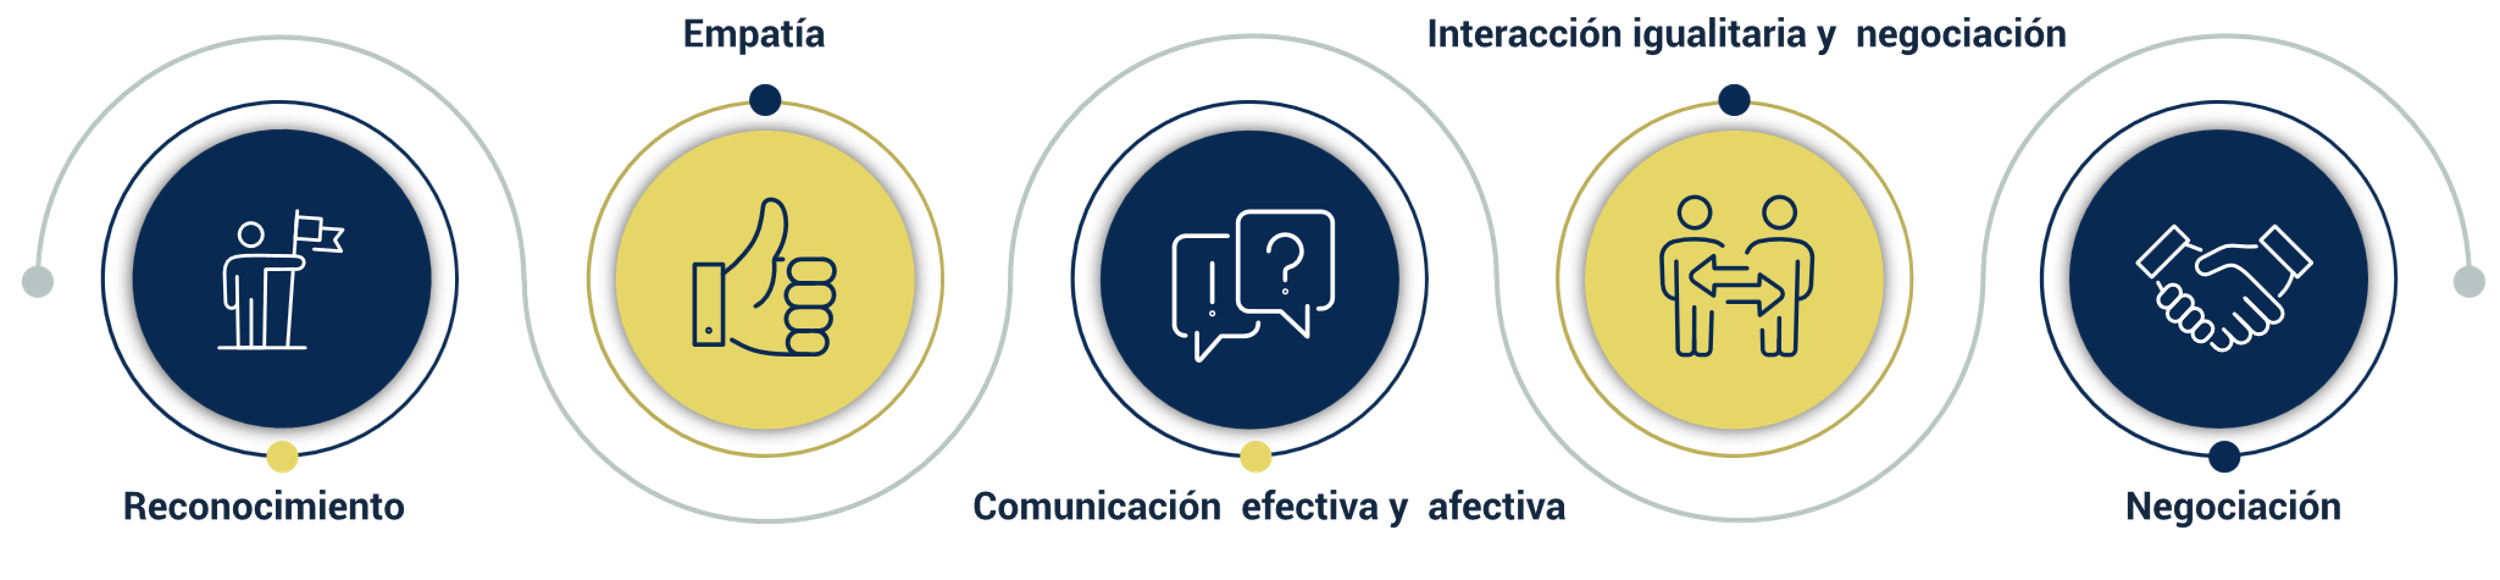 Empatía
Interacción igualitaria y negociación
Reconocimiento
Comunicación efectiva y afectiva
Negociación